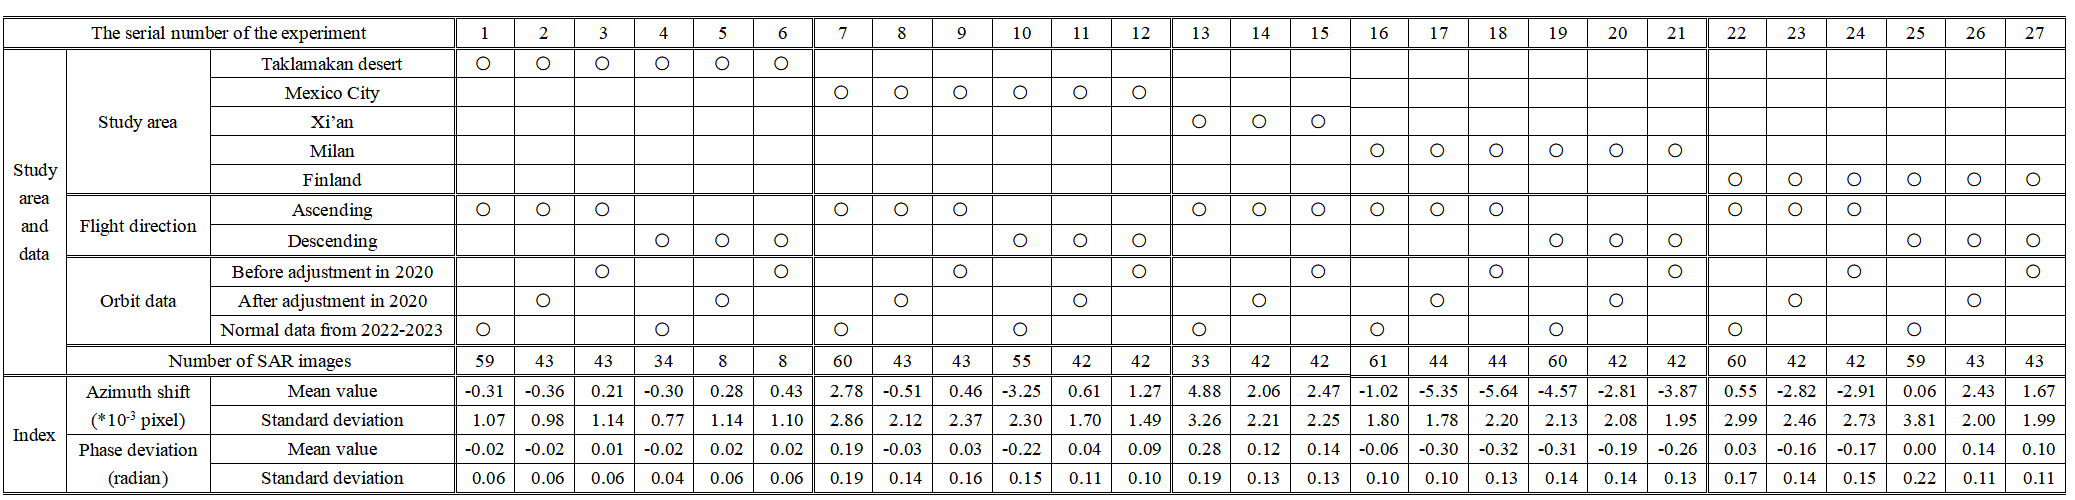 The serial number of the experiment 1 2 3 4 5 6 7 8 9 10 11 12 13 14 15 16 17 18 19 20 21 22 23 24 25 26 27
Study area and data
Study area
Taklamakan desert ○ ○ ○ ○ ○ ○
Mexico City ○ ○ ○ ○ ○ ○
Xi’an ○ ○ ○
Milan ○ ○ ○ ○ ○ ○
Finland ○ ○ ○ ○ ○ ○
Flight direction
Ascending ○ ○ ○ ○ ○ ○ ○ ○ ○ ○ ○ ○ ○ ○ ○
Descending ○ ○ ○ ○ ○ ○ ○ ○ ○ ○ ○ ○
Orbit data
Before adjustment in 2020 ○ ○ ○ ○ ○ ○ ○ ○ ○
After adjustment in 2020 ○ ○ ○ ○ ○ ○ ○ ○ ○
Normal data from 2022-2023 ○ ○ ○ ○ ○ ○ ○ ○ ○
Number of SAR images 59 43 43 34 8 8 60 43 43 55 42 42 33 42 42 61 44 44 60 42 42 60 42 42 59 43 43
Index
Azimuth shift
(*10-3 pixel)
Mean value -0.31 -0.36 0.21 -0.30 0.28 0.43 2.78 -0.51 0.46 -3.25 0.61 1.27 4.88 2.06 2.47 -1.02 -5.35 -5.64 -4.57 -2.81 -3.87 0.55 -2.82 -2.91 0.06 2.43 1.67
Standard deviation 1.07 0.98 1.14 0.77 1.14 1.10 2.86 2.12 2.37 2.30 1.70 1.49 3.26 2.21 2.25 1.80 1.78 2.20 2.13 2.08 1.95 2.99 2.46 2.73 3.81 2.00 1.99
Phase deviation
(radian)
Mean value -0.02 -0.02 0.01 -0.02 0.02 0.02 0.19 -0.03 0.03 -0.22 0.04 0.09 0.28 0.12 0.14 -0.06 -0.30 -0.32 -0.31 -0.19 -0.26 0.03 -0.16 -0.17 0.00 0.14 0.10
Standard deviation 0.06 0.06 0.06 0.04 0.06 0.06 0.19 0.14 0.16 0.15 0.11 0.10 0.19 0.13 0.13 0.10 0.10 0.13 0.14 0.14 0.13 0.17 0.14 0.15 0.22 0.11 0.11